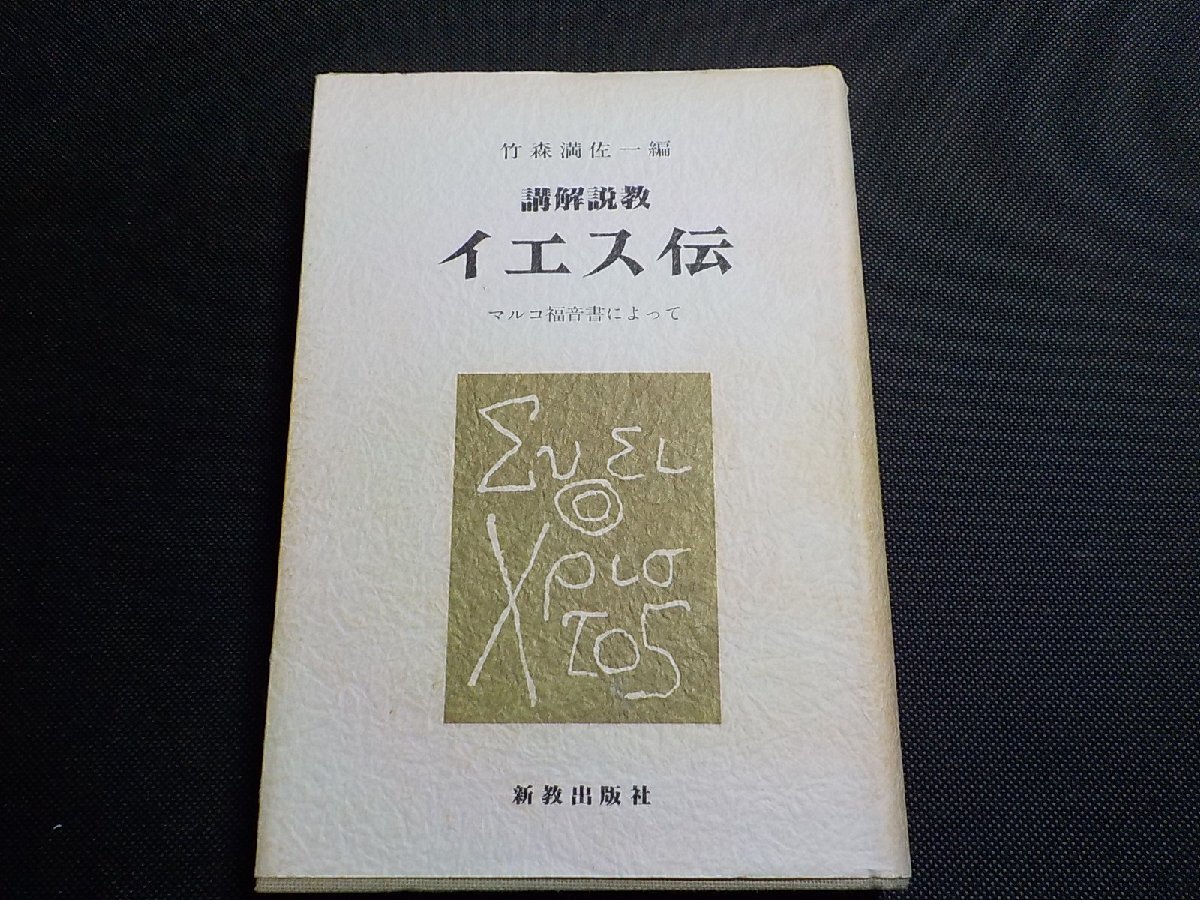 竹森満佐一編
講解説教
イエス伝
マルコ福音書によって
Συ ει
Ο
Χρισ
τος
新教出版社